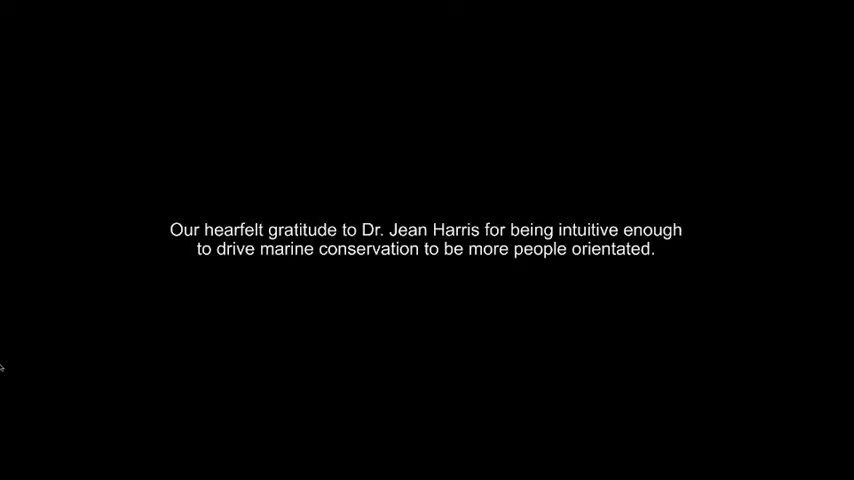 Our hearfelt gratitude to Dr. Jean Harris for being intuitive enough
to drive marine conservation to be more people orientated.